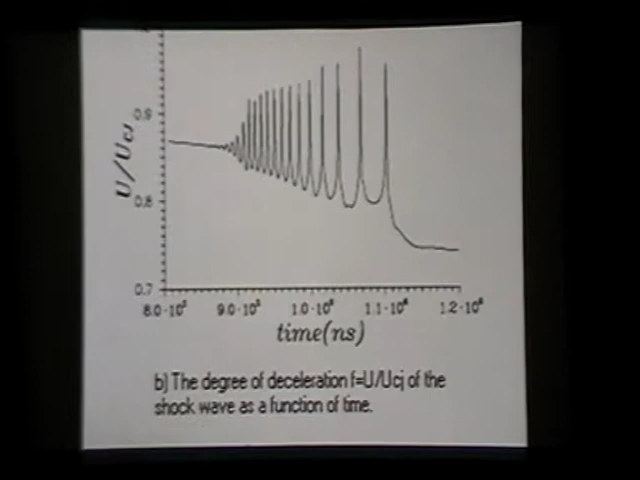 0.9
U/Ucj
0.8
0.7
8.0·10⁵ 9.0·10⁵ 1.0·10⁶ 1.1·10⁶ 1.2·10⁶
time(ns)
b) The degree of deceleration f=U/Ucj of the
shock wave as a function of time.